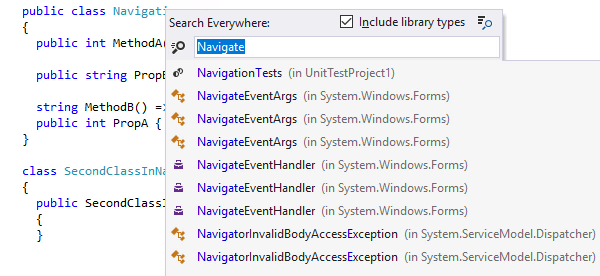 public class Navigati
{
public int MethodA(
public string PropE
string MethodB() =>
public int PropA {
}
class SecondClassInNa
{
public SecondClassI
{
}
Search Everywhere:
Include library types
Navigate
NavigationTests (in UnitTestProject1)
NavigateEventArgs (in System.Windows.Forms)
NavigateEventArgs (in System.Windows.Forms)
NavigateEventArgs (in System.Windows.Forms)
NavigateEventHandler (in System.Windows.Forms)
NavigateEventHandler (in System.Windows.Forms)
NavigateEventHandler (in System.Windows.Forms)
NavigatorInvalidBodyAccessException (in System.ServiceModel.Dispatcher)
NavigatorInvalidBodyAccessException (in System.ServiceModel.Dispatcher)